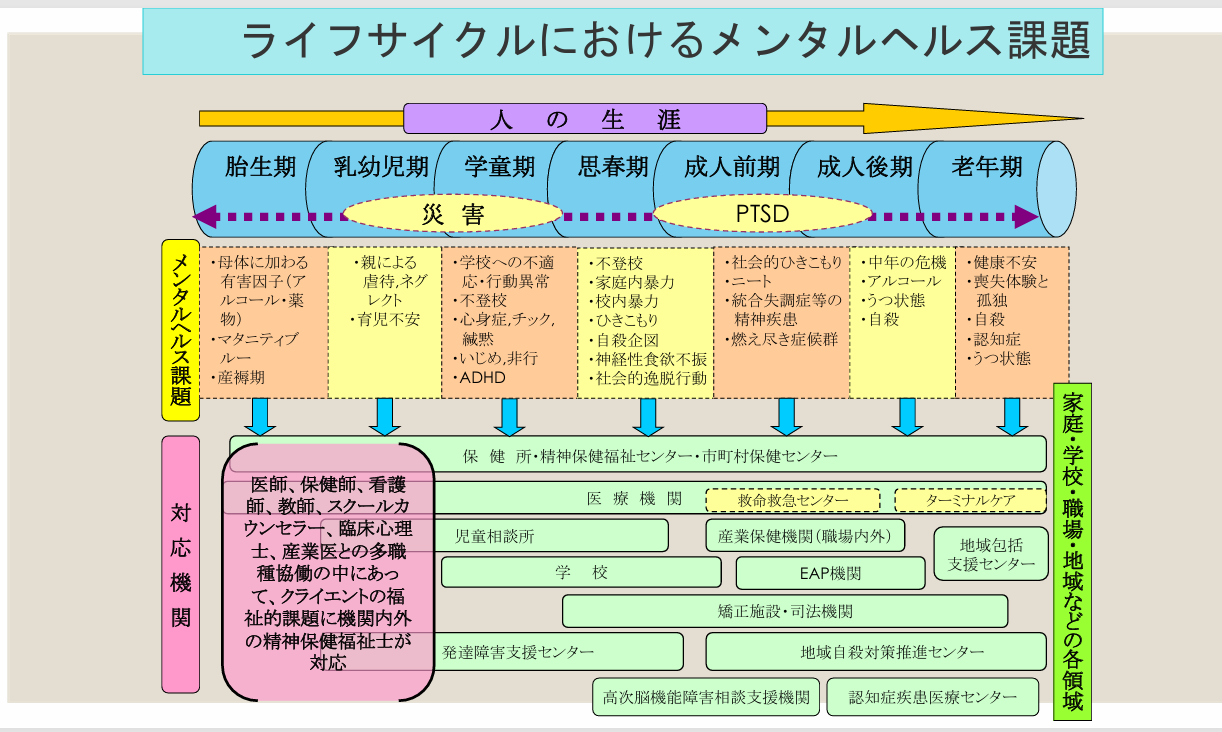 ライフサイクルにおけるメンタルヘルス課題
人の生涯
胎生期
乳幼児期
学童期
思春期
成人前期
成人後期
老年期
災害
PTSD
メンタルヘルス課題
・母体に加わる
有害因子（ア
ルコール・薬
物）
・マタニティブ
ルー
・産褥期
・親による
虐待,ネグ
レクト
・育児不安
・学校への不適
応・行動異常
・不登校
・心身症,チック,
緘黙
・いじめ,非行
・ADHD
・不登校
・家庭内暴力
・校内暴力
・ひきこもり
・自殺企図
・神経性食欲不振
・社会的逸脱行動
・社会的ひきこもり
・ニート
・統合失調症等の
精神疾患
・燃え尽き症候群
・中年の危機
・アルコール
・うつ状態
・自殺
・健康不安
・喪失体験と
孤独
・自殺
・認知症
・うつ状態
対応機関
保健所・精神保健福祉センター・市町村保健センター
医療機関
救命救急センター
ターミナルケア
児童相談所
産業保健機関（職場内外）
地域包括
支援センター
学校
EAP機関
矯正施設・司法機関
発達障害支援センター
地域自殺対策推進センター
高次脳機能障害相談支援機関
認知症疾患医療センター
医師、保健師、看護
師、教師、スクールカ
ウンセラー、臨床心理
士、産業医との多職
種協働の中にあっ
て、クライエントの福
祉的課題に機関内外
の精神保健福祉士が
対応
家庭・学校・職場・地域などの各領域